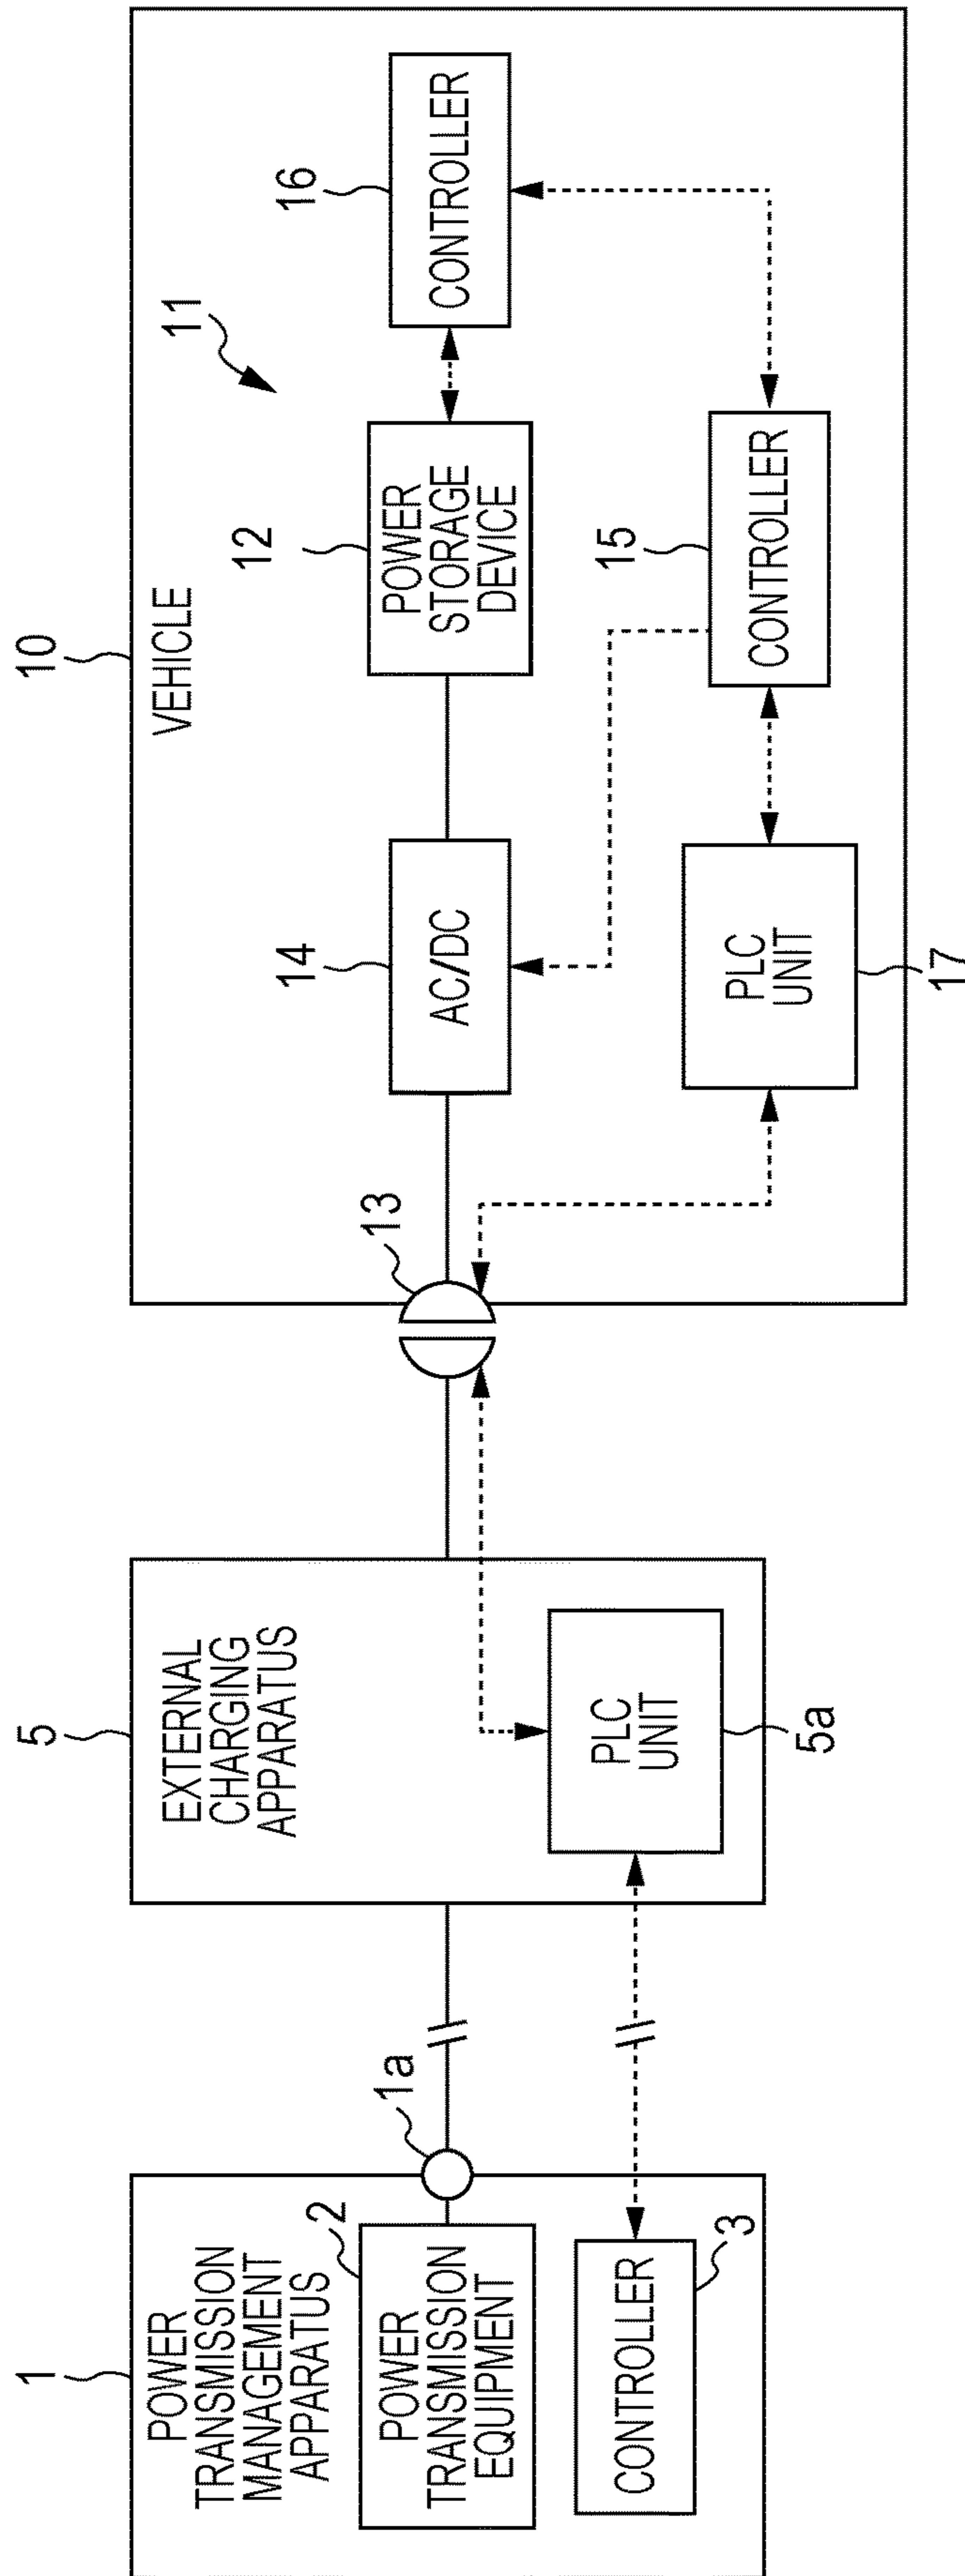 1
POWER
TRANSMISSION
MANAGEMENT
APPARATUS
2
POWER
TRANSMISSION
EQUIPMENT
1a
CONTROLLER
3
5
EXTERNAL
CHARGING
APPARATUS
PLC
UNIT
5a
10
VEHICLE
11
13
14
AC/DC
12
POWER
STORAGE
DEVICE
16
CONTROLLER
PLC
UNIT
17
15
CONTROLLER